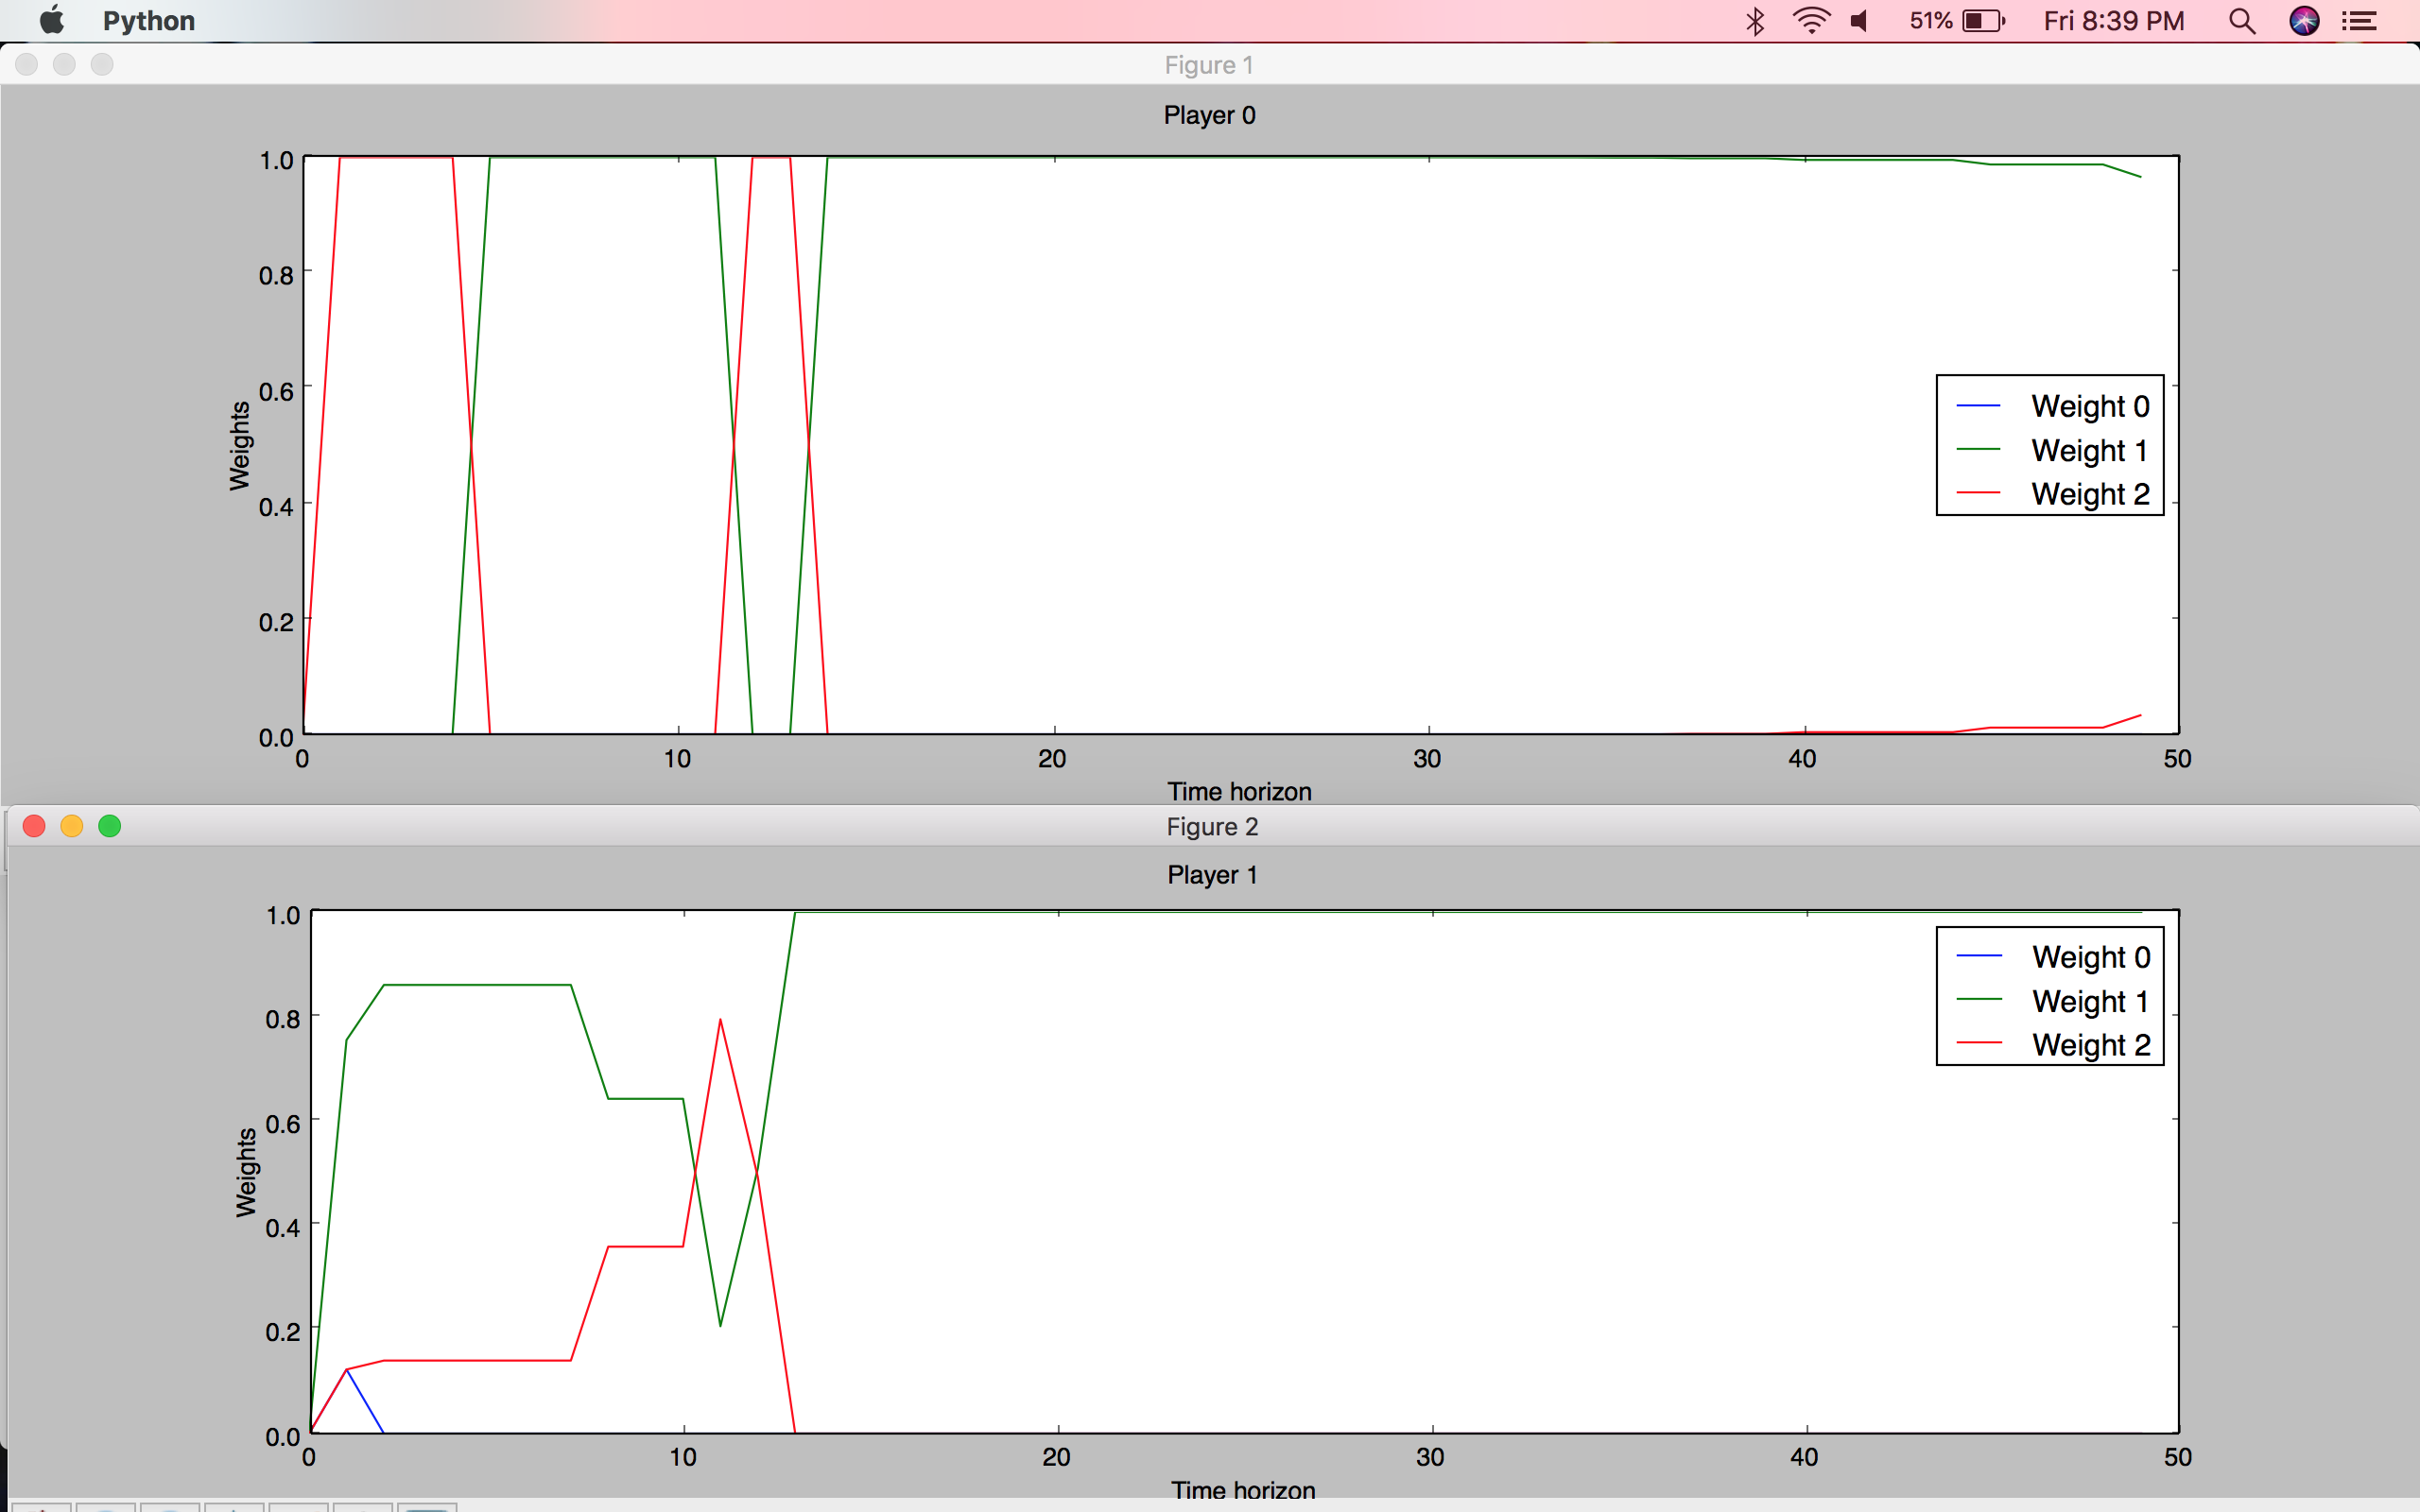 Python 51% Fri 8:39 PM
Figure 1
Player 0
1.0
0.8
0.6
0.4
0.2
0.0
Weights
Weight 0
Weight 1
Weight 2
0 10 20 30 40 50
Time horizon
Figure 2
Player 1
1.0
0.8
0.6
0.4
0.2
0.0
Weights
Weight 0
Weight 1
Weight 2
0 10 20 30 40 50
Time horizon